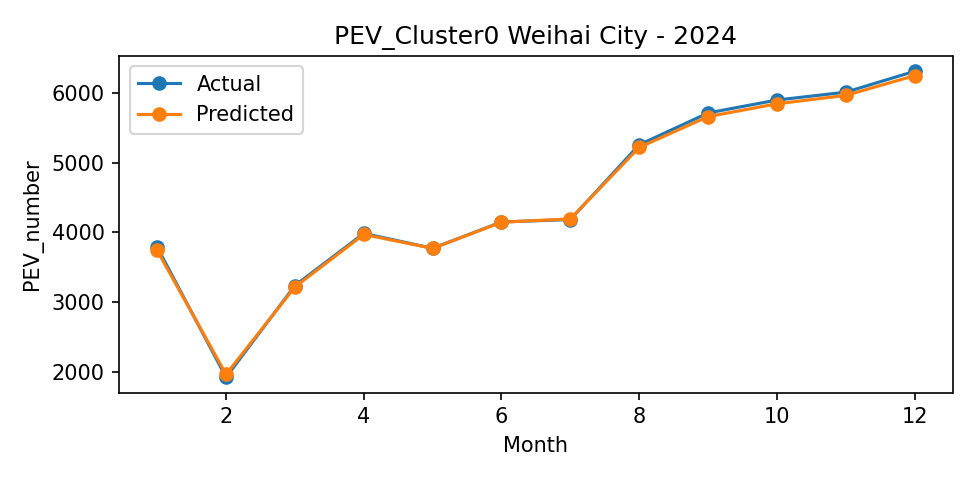 PEV_Cluster0 Weihai City - 2024
Actual
Predicted
PEV_number
6000
5000
4000
3000
2000
2 4 6 8 10 12
Month